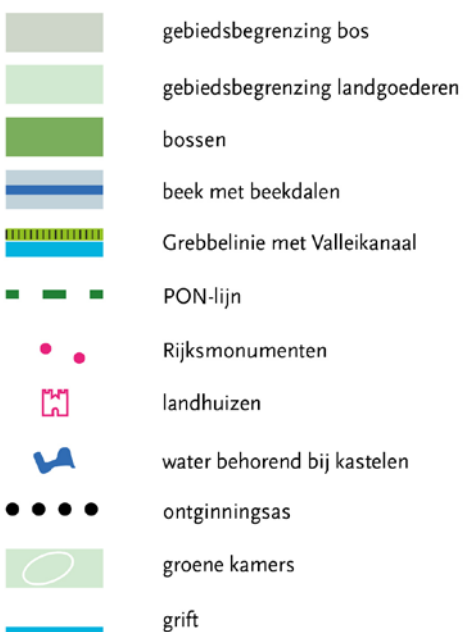 gebiedsbegrenzing bos
gebiedsbegrenzing landgoederen
bossen
beek met beekdalen
Grebbelinie met Valleikanaal
PON-lijn
Rijksmonumenten
landhuizen
water behorend bij kastelen
ontginningsas
groene kamers
grift